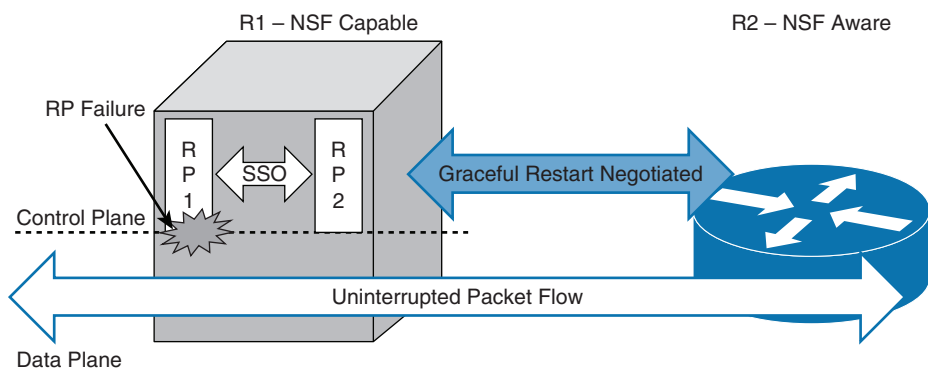 R1 – NSF Capable
R2 – NSF Aware
RP Failure
R
P
1
SSO
R
P
2
Graceful Restart Negotiated
Control Plane
Uninterrupted Packet Flow
Data Plane